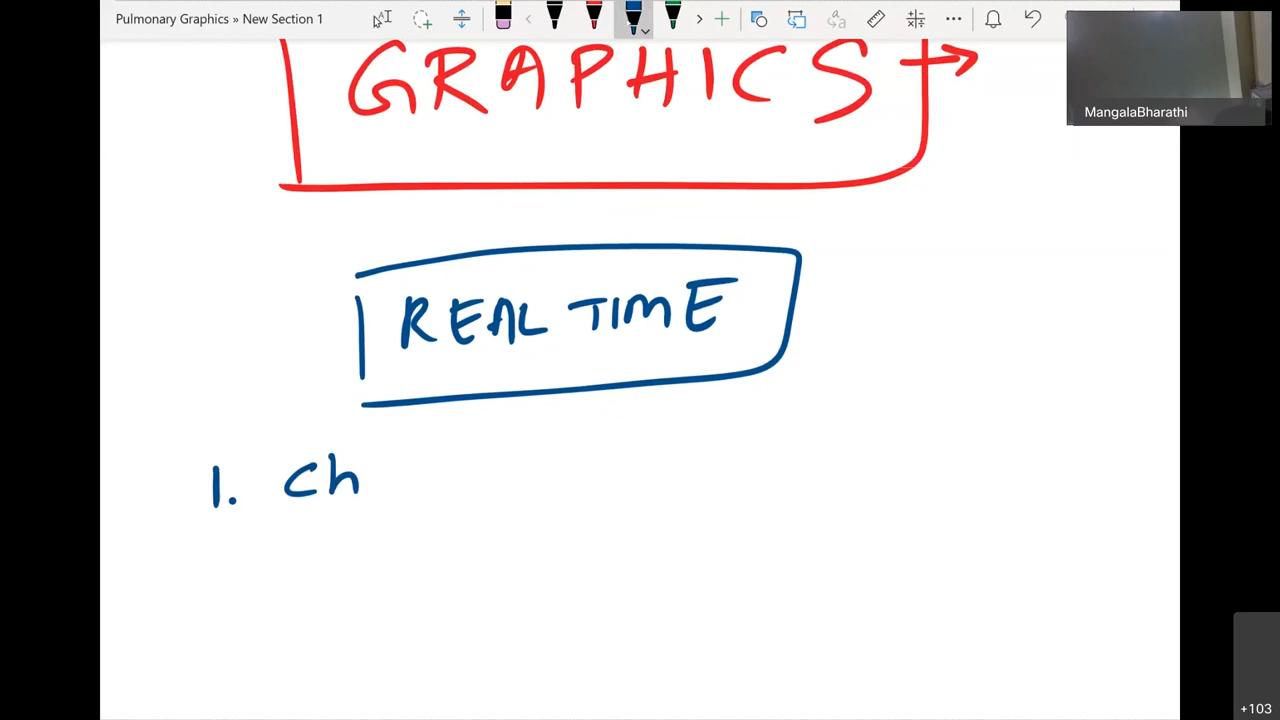 Pulmonary Graphics » New Section 1
MangalaBharathi
GRAPHICS →
REAL TIME
1. Ch
+103